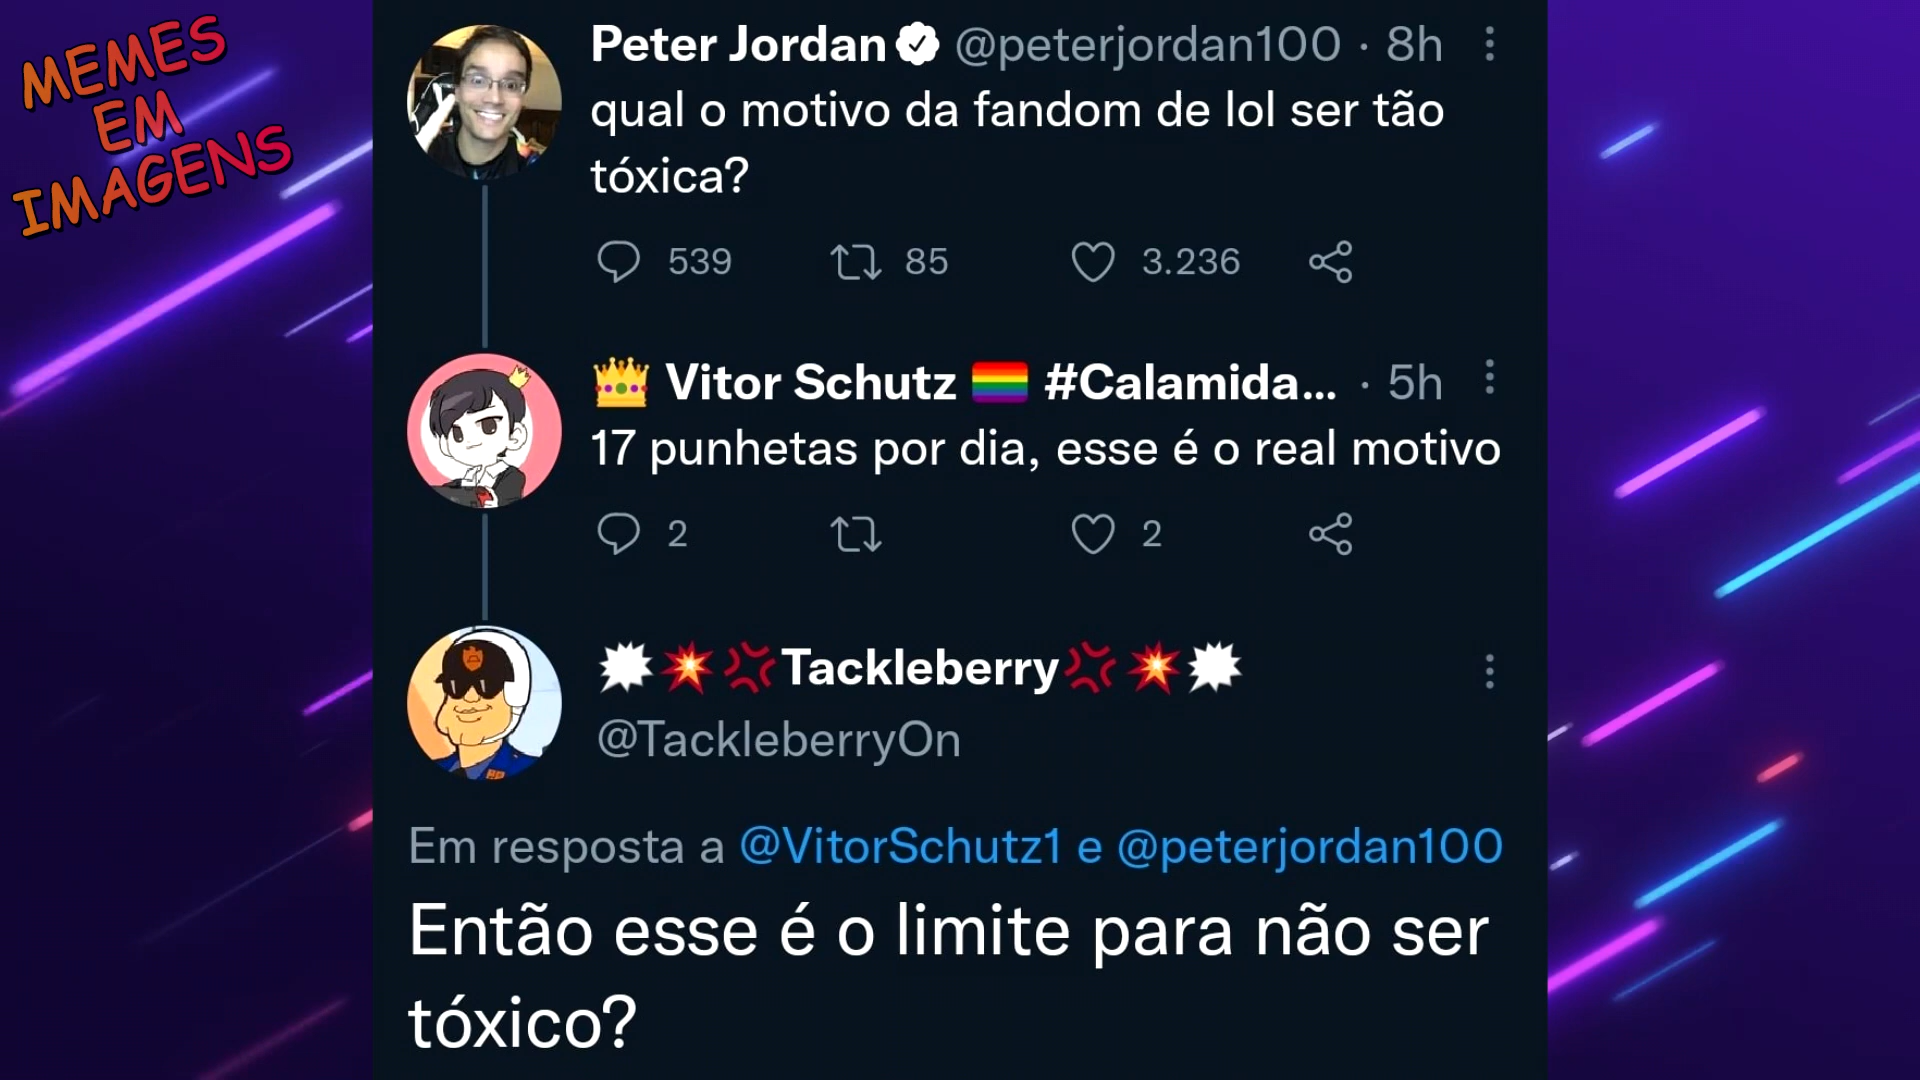 MEMES
EM
IMAGENS
Peter Jordan @peterjordan100 · 8h
qual o motivo da fandom de lol ser tão
tóxica?
539 85 3.236
👑 Vitor Schutz 🏳️‍🌈 #Calamida... · 5h
17 punhetas por dia, esse é o real motivo
2 2
Tackleberry
@TackleberryOn
Em resposta a @VitorSchutz1 e @peterjordan100
Então esse é o limite para não ser
tóxico?